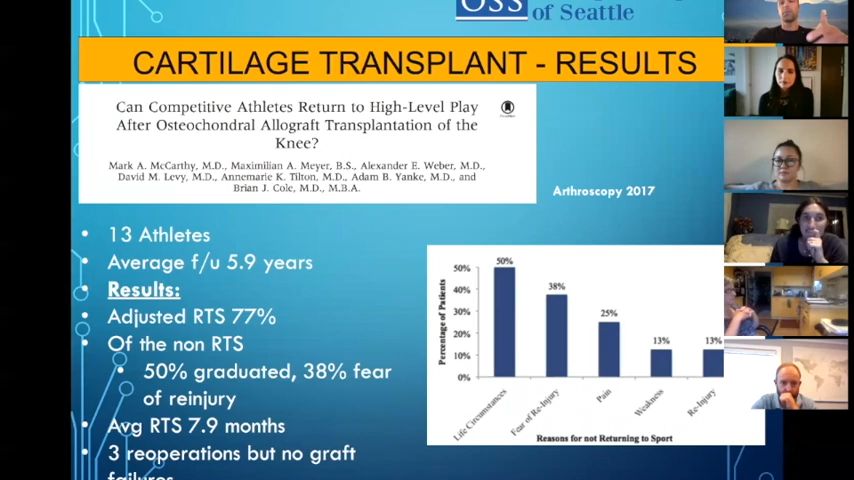 OSS
of Seattle
CARTILAGE TRANSPLANT - RESULTS
Can Competitive Athletes Return to High-Level Play
After Osteochondral Allograft Transplantation of the
Knee?
Mark A. McCarthy, M.D., Maximilian A. Meyer, B.S., Alexander E. Weber, M.D.,
David M. Levy, M.D., Annemarie K. Tilton, M.D., Adam B. Yanke, M.D., and
Brian J. Cole, M.D., M.B.A.
Arthroscopy 2017
• 13 Athletes
• Average f/u 5.9 years
• Results:
• Adjusted RTS 77%
• Of the non RTS
• 50% graduated, 38% fear
of reinjury
• Avg RTS 7.9 months
• 3 reoperations but no graft
failures
Percentage of Patients
50%
40%
30%
20%
10%
0%
50%
38%
25%
13%
13%
Life Circumstances
Fear of Re-Injury
Pain
Weakness
Re-Injury
Reasons for not Returning to Sport